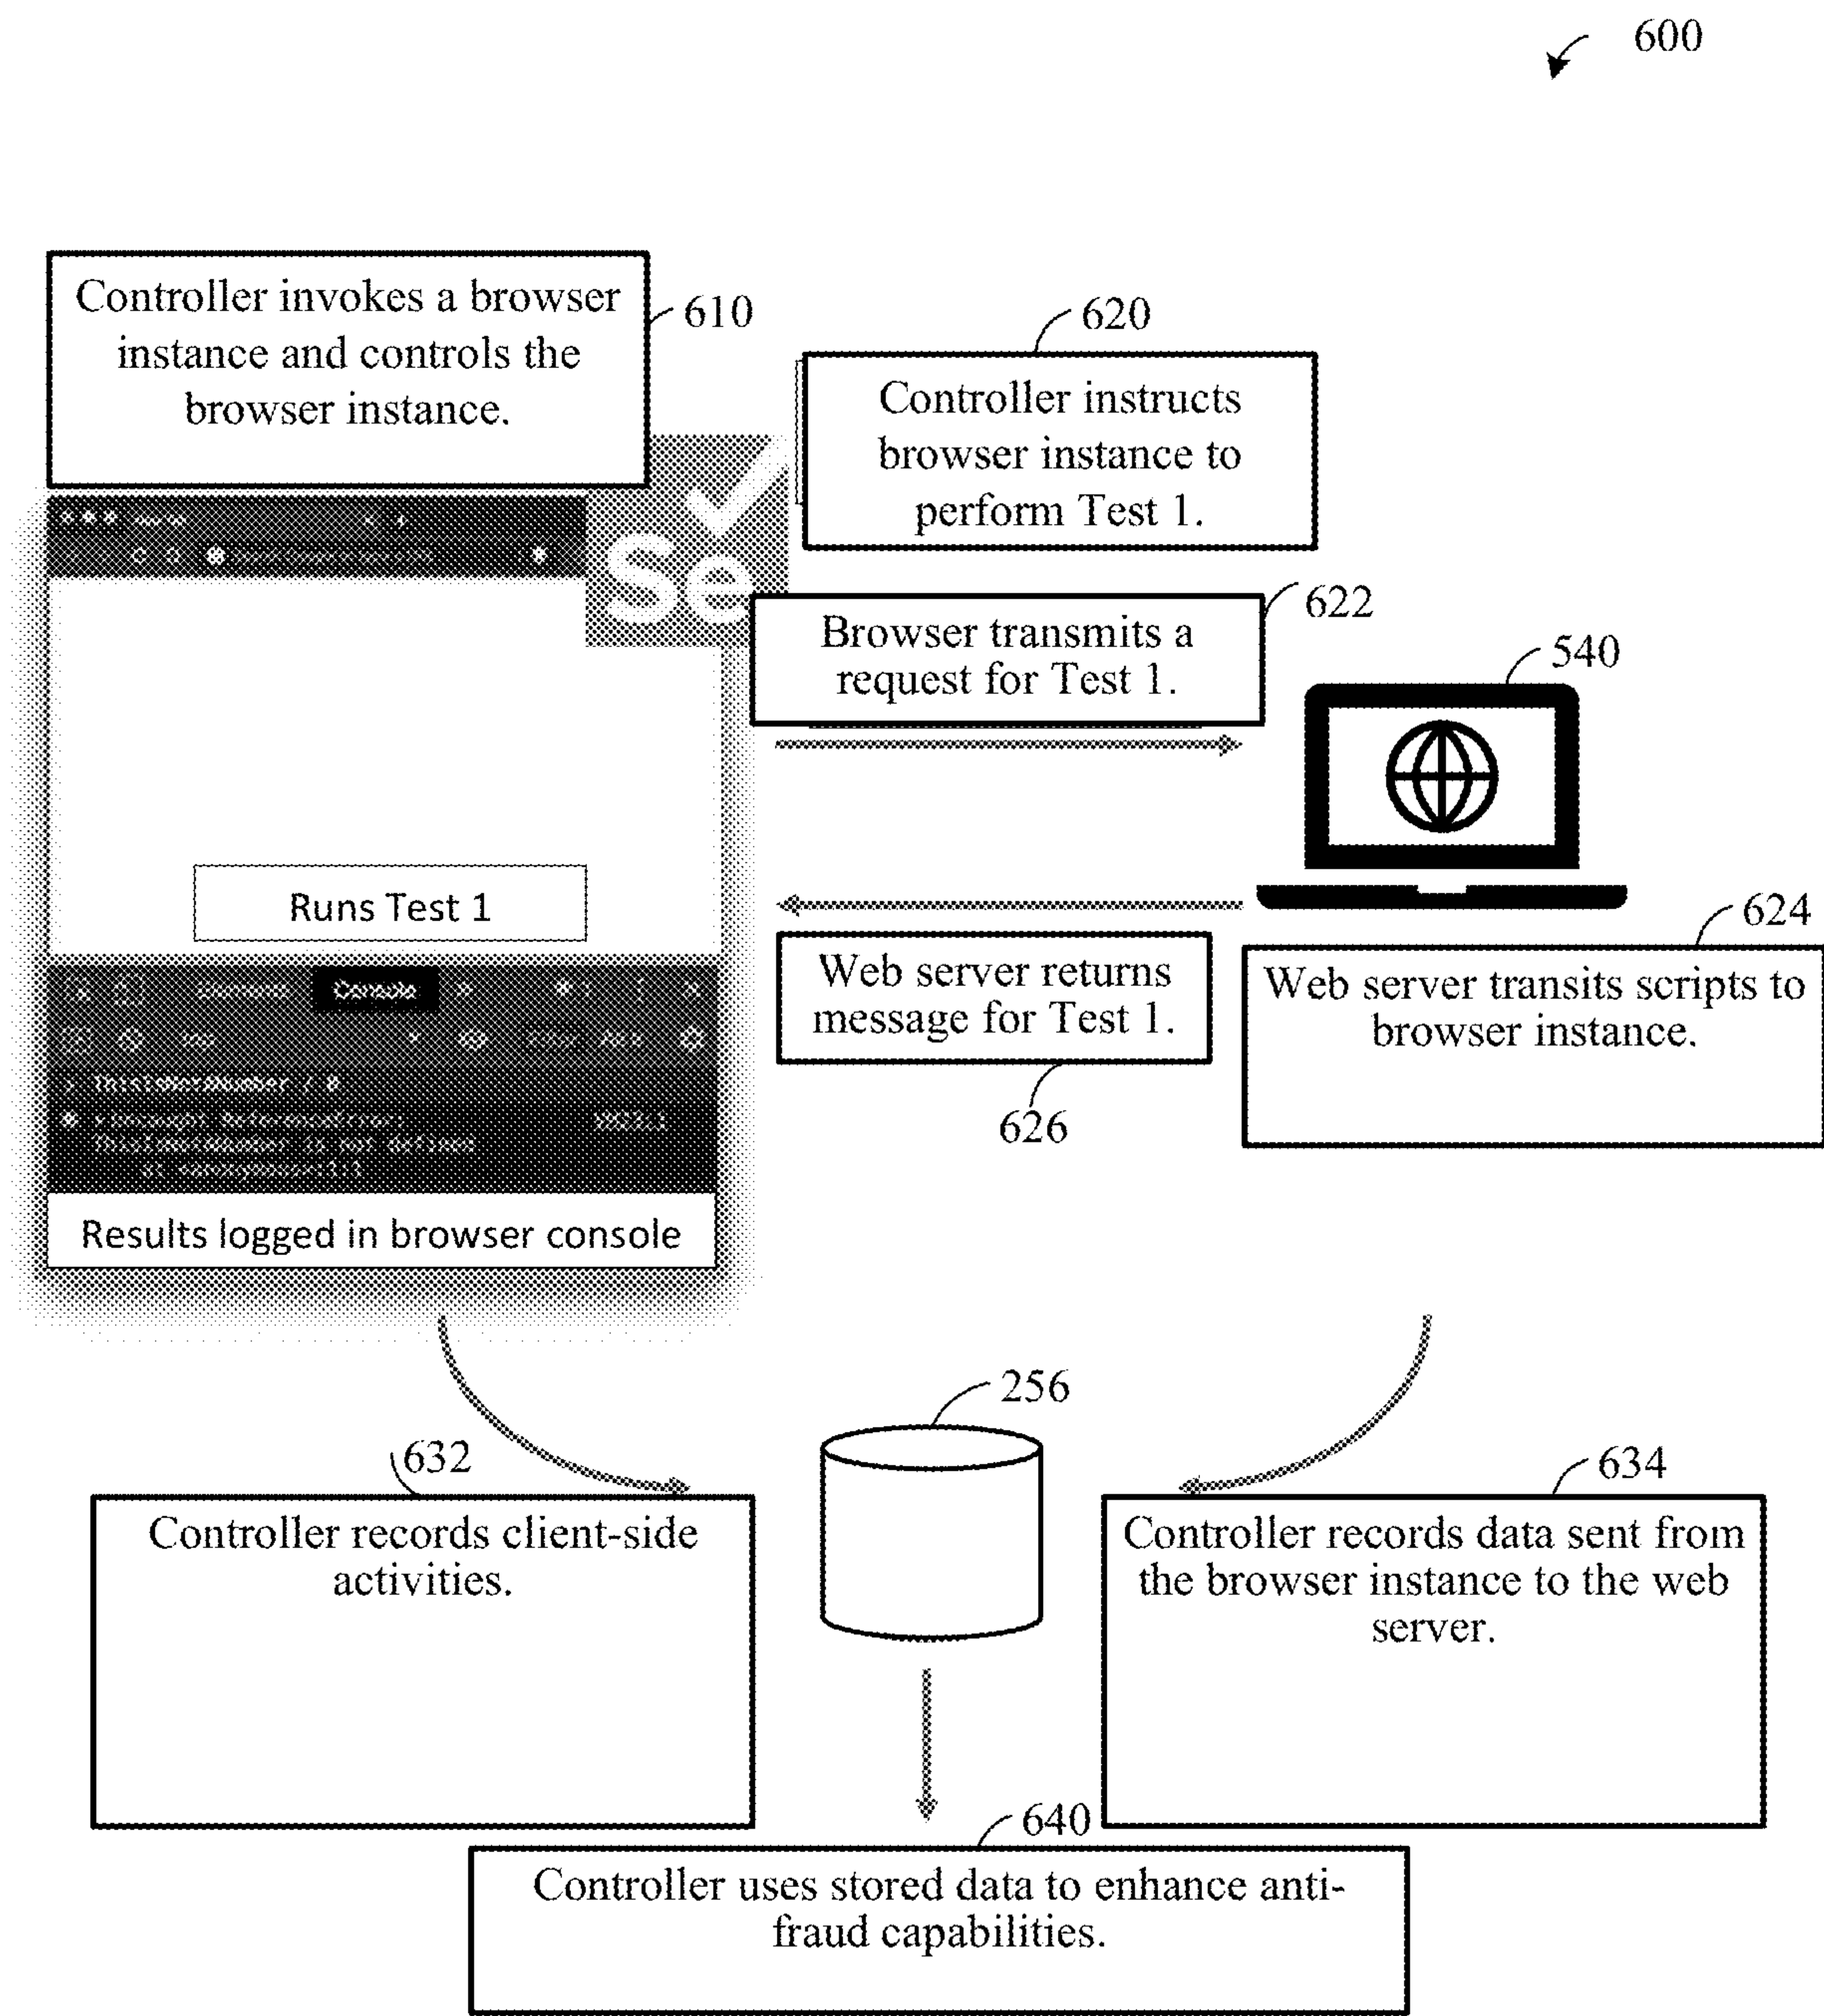 600
Controller invokes a browser
instance and controls the
browser instance.
610
620
Controller instructs
browser instance to
perform Test 1.
Se
622
Browser transmits a
request for Test 1.
540
Runs Test 1
624
Web server returns
message for Test 1.
626
Web server transits scripts to
browser instance.
Console
ThisIsNotANumber / 0
Results logged in browser console
256
632
Controller records client-side
activities.
634
Controller records data sent from
the browser instance to the web
server.
640
Controller uses stored data to enhance anti-
fraud capabilities.